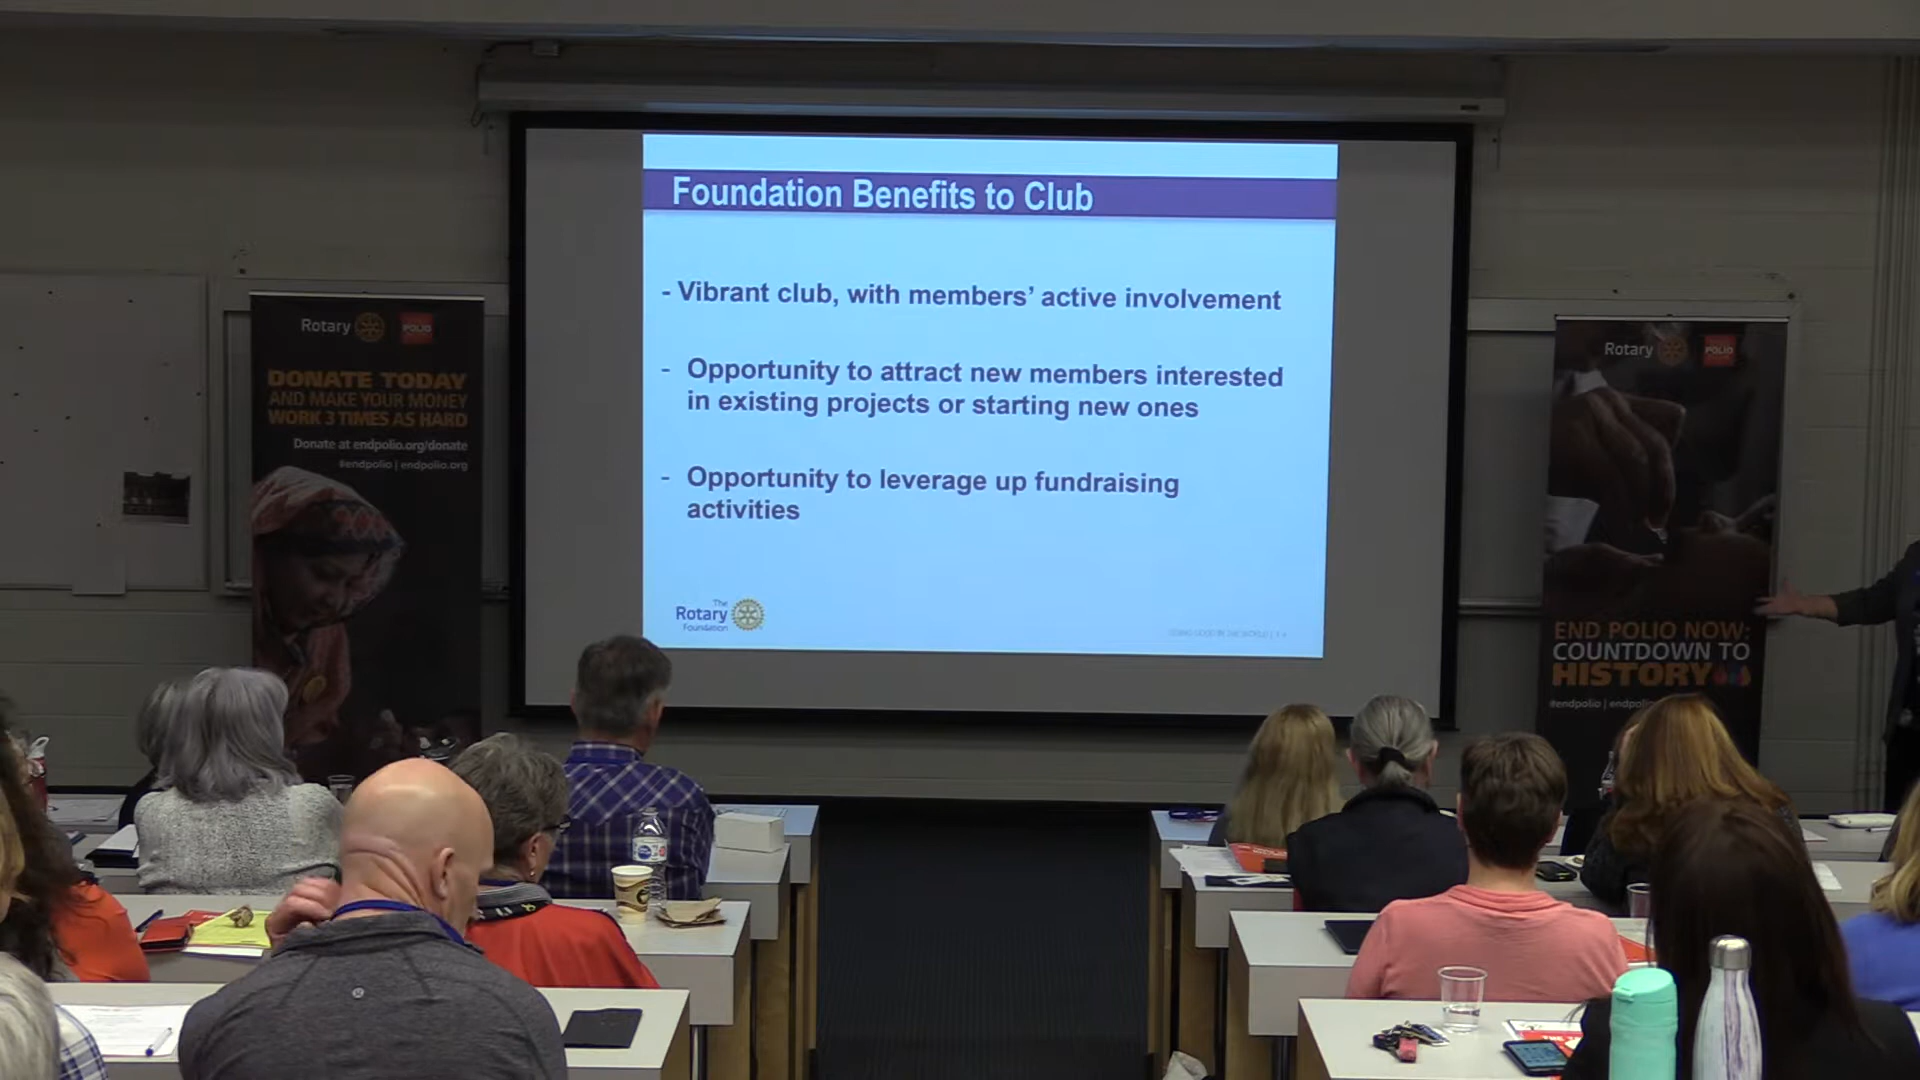 Foundation Benefits to Club
- Vibrant club, with members’ active involvement
- Opportunity to attract new members interested
in existing projects or starting new ones
- Opportunity to leverage up fundraising
activities
The
Rotary
Foundation
Rotary
POLIO
DONATE TODAY
AND MAKE YOUR MONEY
WORK 3 TIMES AS HARD
Donate at endpolio.org/donate
#endpolio | endpolio.org
Rotary
POLIO
END POLIO NOW:
COUNTDOWN TO
HISTORY
#endpolio |